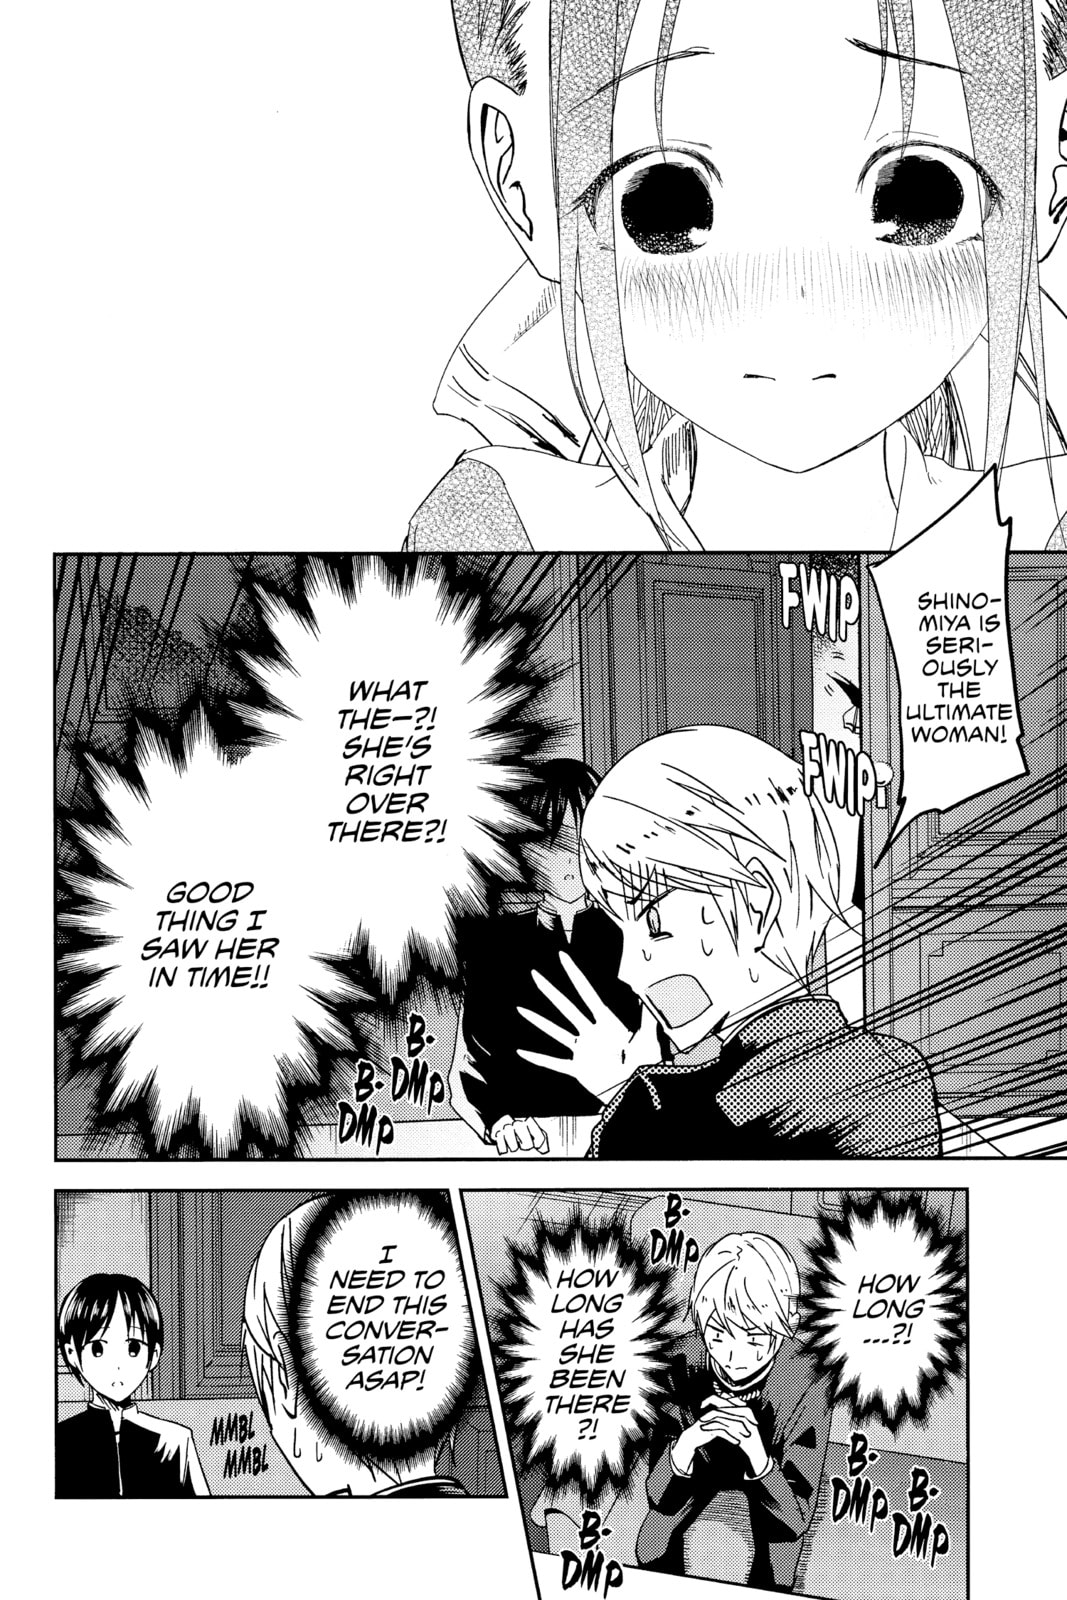 SHINO-
MIYA IS
SERI-
OUSLY
THE
ULTIMATE
WOMAN!
FWIP
FWIP
WHAT
THE—?!
SHE'S
RIGHT
OVER
THERE?!
GOOD
THING I
SAW HER
IN TIME!!
B-
DMP
B-
DMP
B-
DMP
HOW
LONG
...?!
HOW
LONG
HAS
SHE
BEEN
THERE
?!
B-
DMP
B-
DMP
B-
DMP
I
NEED TO
END THIS
CONVER-
SATION
ASAP!
MMBL
MMBL